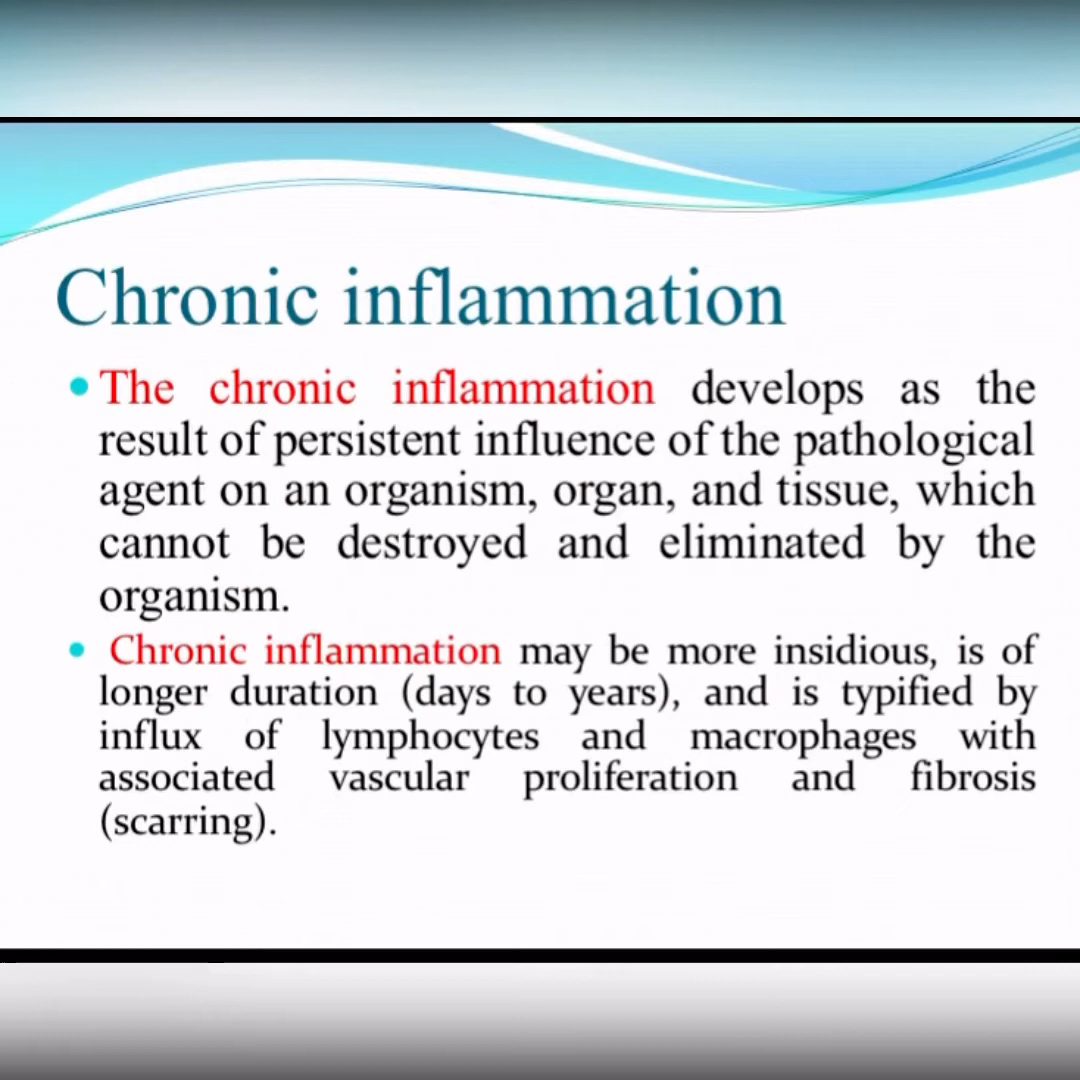 Chronic inflammation
• The chronic inflammation develops as the
result of persistent influence of the pathological
agent on an organism, organ, and tissue, which
cannot be destroyed and eliminated by the
organism.
• Chronic inflammation may be more insidious, is of
longer duration (days to years), and is typified by
influx of lymphocytes and macrophages with
associated vascular proliferation and fibrosis
(scarring).